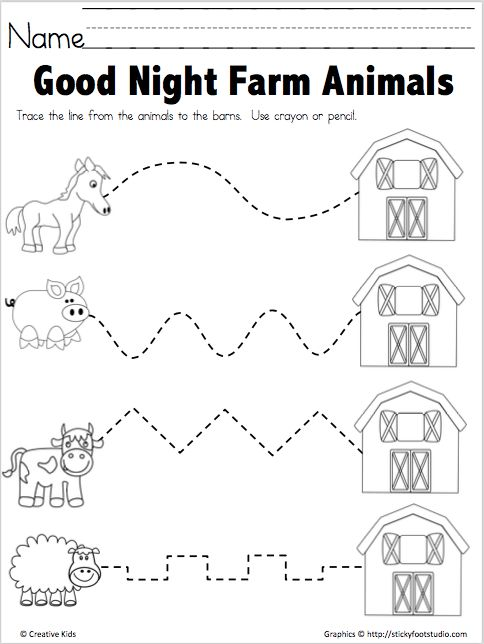 Name
Good Night Farm Animals
Trace the line from the animals to the barns. Use crayon or pencil.
© Creative Kids
Graphics © http://stickyfootstudio.com